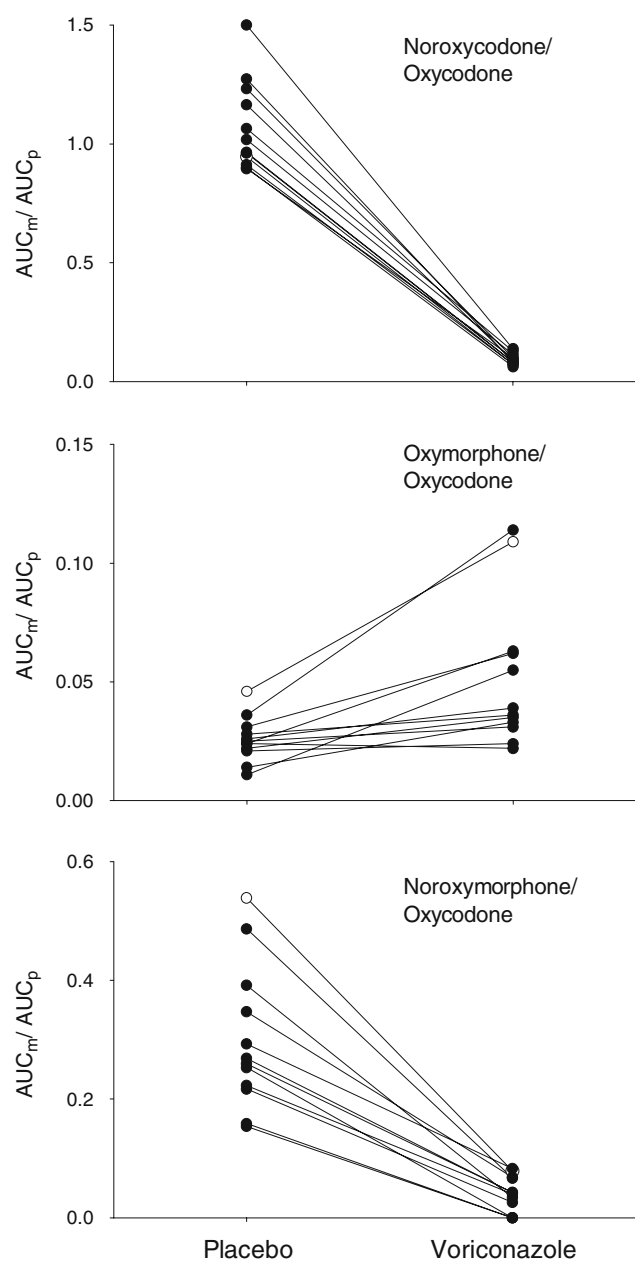 1.5
Noroxycodone/
Oxycodone
1.0
AUCm/ AUCp
0.5
0.0
0.15
Oxymorphone/
Oxycodone
0.10
AUCm/ AUCp
0.05
0.00
0.6
Noroxymorphone/
Oxycodone
0.4
AUCm/ AUCp
0.2
0.0
Placebo Voriconazole